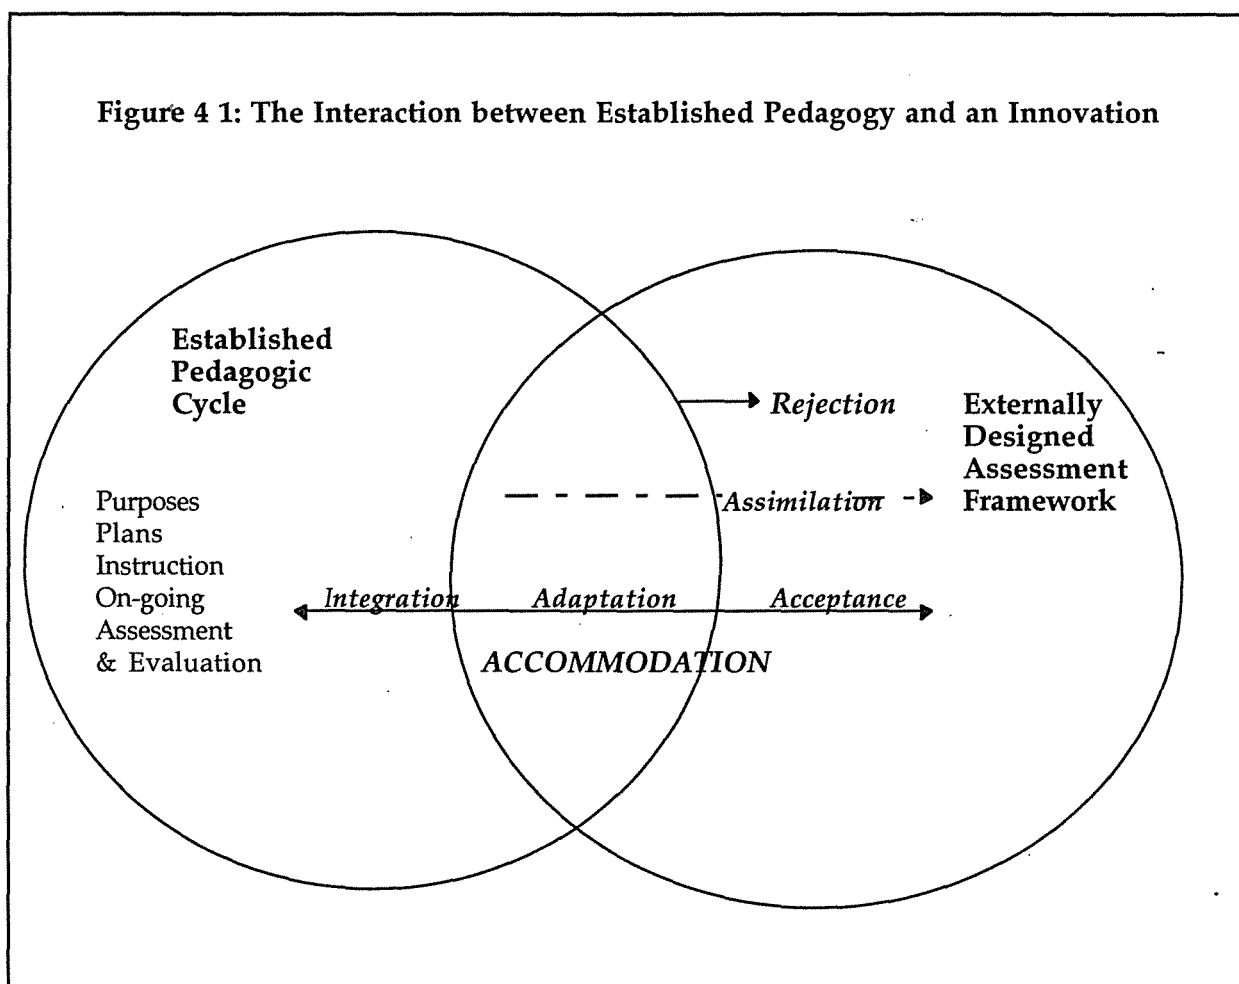 Figure 4 1: The Interaction between Established Pedagogy and an Innovation
Established
Pedagogic
Cycle
Purposes
Plans
Instruction
On-going
Assessment
& Evaluation
Rejection
Assimilation
Integration Adaptation Acceptance
ACCOMMODATION
Externally
Designed
Assessment
Framework